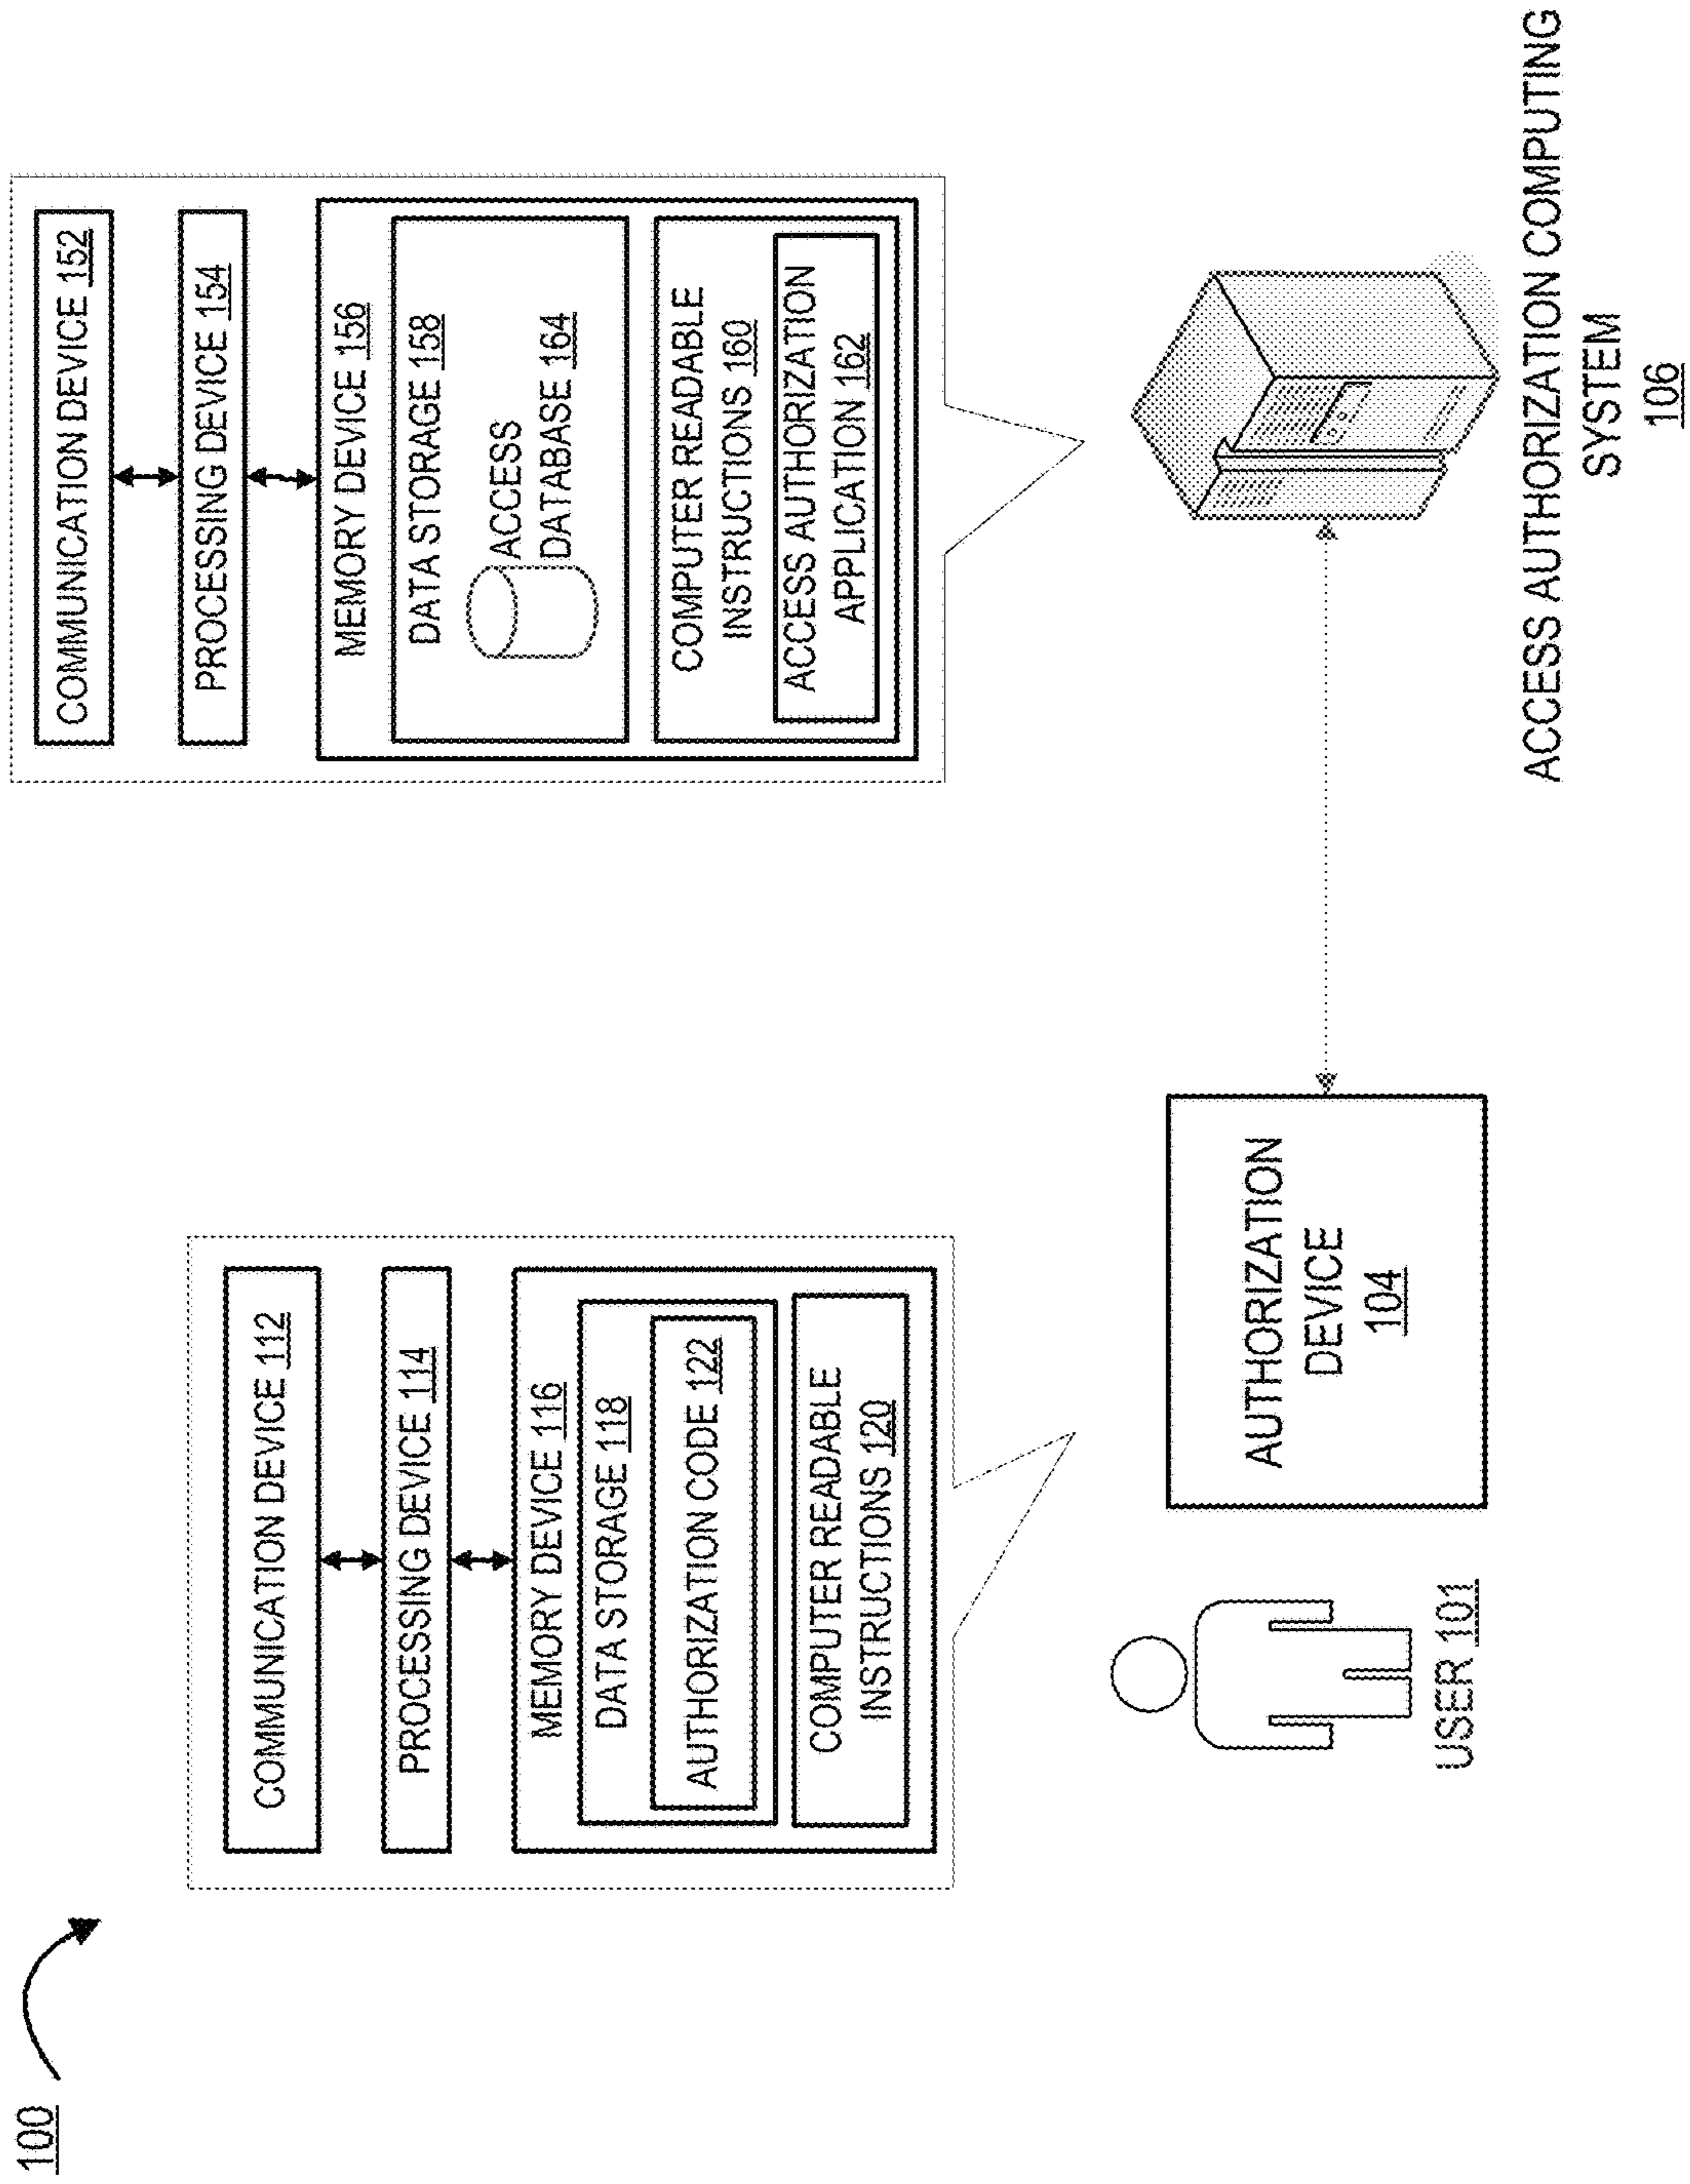 100
COMMUNICATION DEVICE 112
PROCESSING DEVICE 114
MEMORY DEVICE 116
DATA STORAGE 118
AUTHORIZATION CODE 122
COMPUTER READABLE
INSTRUCTIONS 120
USER 101
AUTHORIZATION
DEVICE
104
COMMUNICATION DEVICE 152
PROCESSING DEVICE 154
MEMORY DEVICE 156
DATA STORAGE 158
ACCESS
DATABASE 164
COMPUTER READABLE
INSTRUCTIONS 160
ACCESS AUTHORIZATION
APPLICATION 162
ACCESS AUTHORIZATION COMPUTING
SYSTEM
106